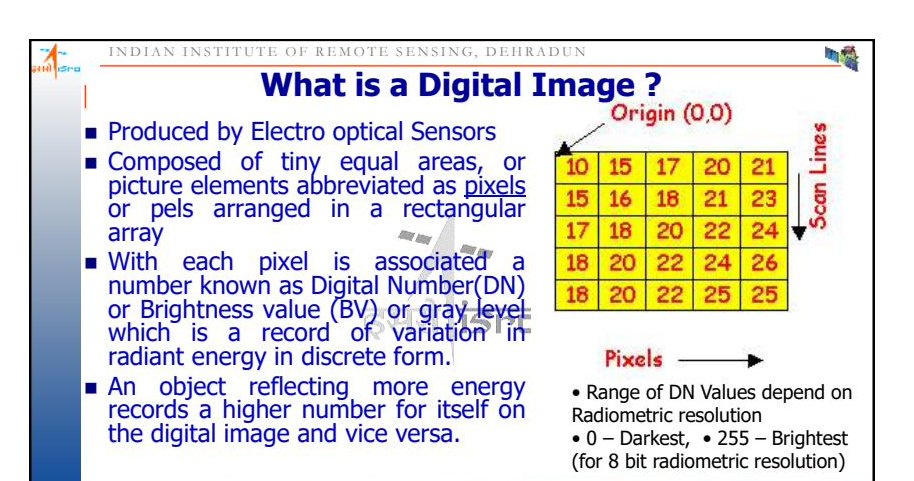 INDIAN INSTITUTE OF REMOTE SENSING, DEHRADUN
इसरो isro
What is a Digital Image ?
Produced by Electro optical Sensors
Composed of tiny equal areas, or
picture elements abbreviated as pixels
or pels arranged in a rectangular
array
With each pixel is associated a
number known as Digital Number(DN)
or Brightness value (BV) or gray level
which is a record of variation in
radiant energy in discrete form.
An object reflecting more energy
records a higher number for itself on
the digital image and vice versa.
Origin (0,0)
10 15 17 20 21
15 16 18 21 23
17 18 20 22 24
18 20 22 24 26
18 20 22 25 25
Scan Lines
Pixels
• Range of DN Values depend on
Radiometric resolution
• 0 – Darkest, • 255 – Brightest
(for 8 bit radiometric resolution)